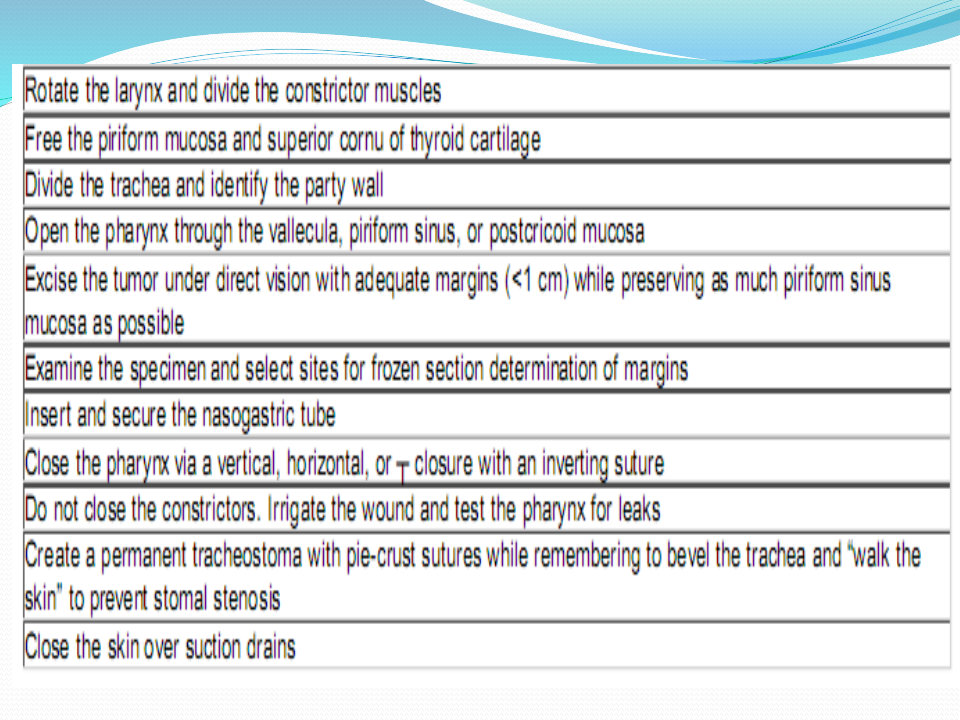 Rotate the larynx and divide the constrictor muscles
Free the piriform mucosa and superior cornu of thyroid cartilage
Divide the trachea and identify the party wall
Open the pharynx through the vallecula, piriform sinus, or postcricoid mucosa
Excise the tumor under direct vision with adequate margins (<1 cm) while preserving as much piriform sinus
mucosa as possible
Examine the specimen and select sites for frozen section determination of margins
Insert and secure the nasogastric tube
Close the pharynx via a vertical, horizontal, or T closure with an inverting suture
Do not close the constrictors. Irrigate the wound and test the pharynx for leaks
Create a permanent tracheostoma with pie-crust sutures while remembering to bevel the trachea and “walk the
skin” to prevent stomal stenosis
Close the skin over suction drains